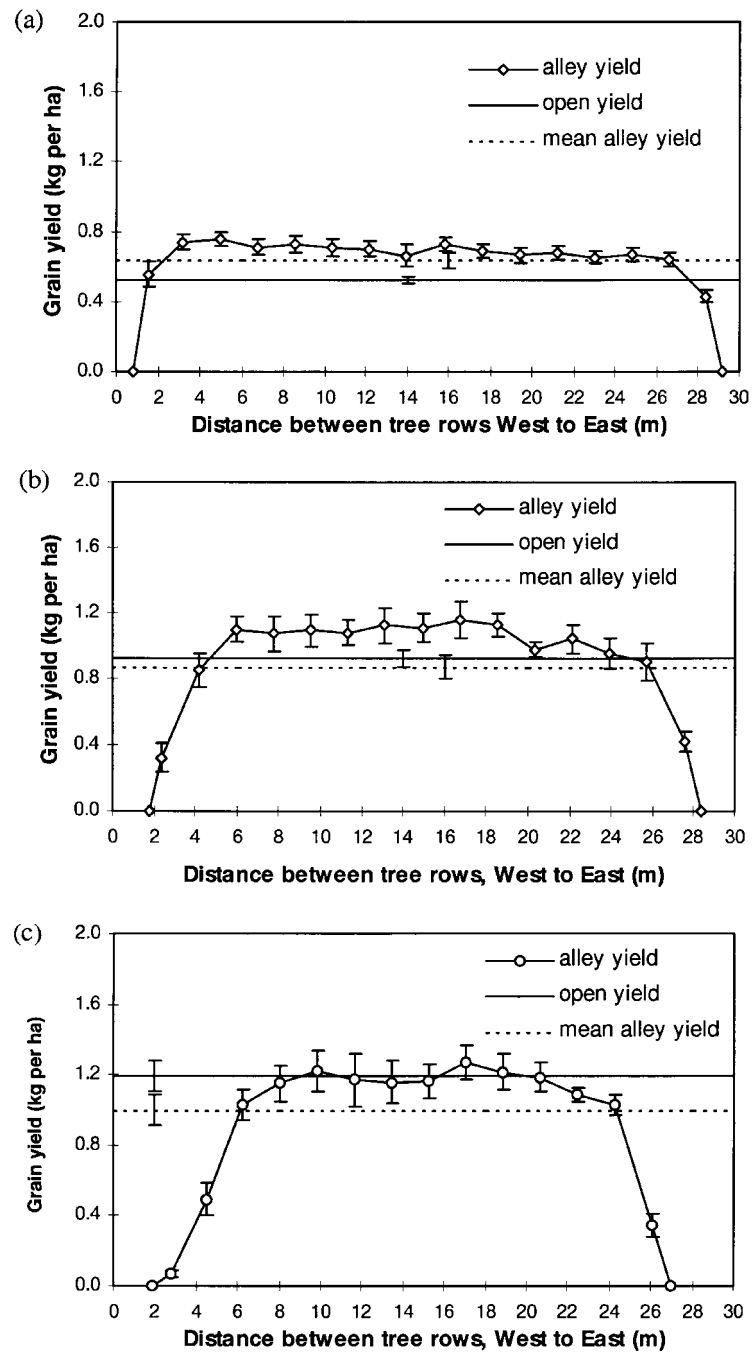 (a)
2.0
1.6
1.2
0.8
0.4
0.0
Grain yield (kg per ha)
alley yield
open yield
mean alley yield
0 2 4 6 8 10 12 14 16 18 20 22 24 26 28 30
Distance between tree rows West to East (m)
(b)
2.0
1.6
1.2
0.8
0.4
0.0
Grain yield (kg per ha)
alley yield
open yield
mean alley yield
0 2 4 6 8 10 12 14 16 18 20 22 24 26 28 30
Distance between tree rows, West to East (m)
(c)
2.0
1.6
1.2
0.8
0.4
0.0
Grain yield (kg per ha)
alley yield
open yield
mean alley yield
0 2 4 6 8 10 12 14 16 18 20 22 24 26 28 30
Distance between tree rows, West to East (m)